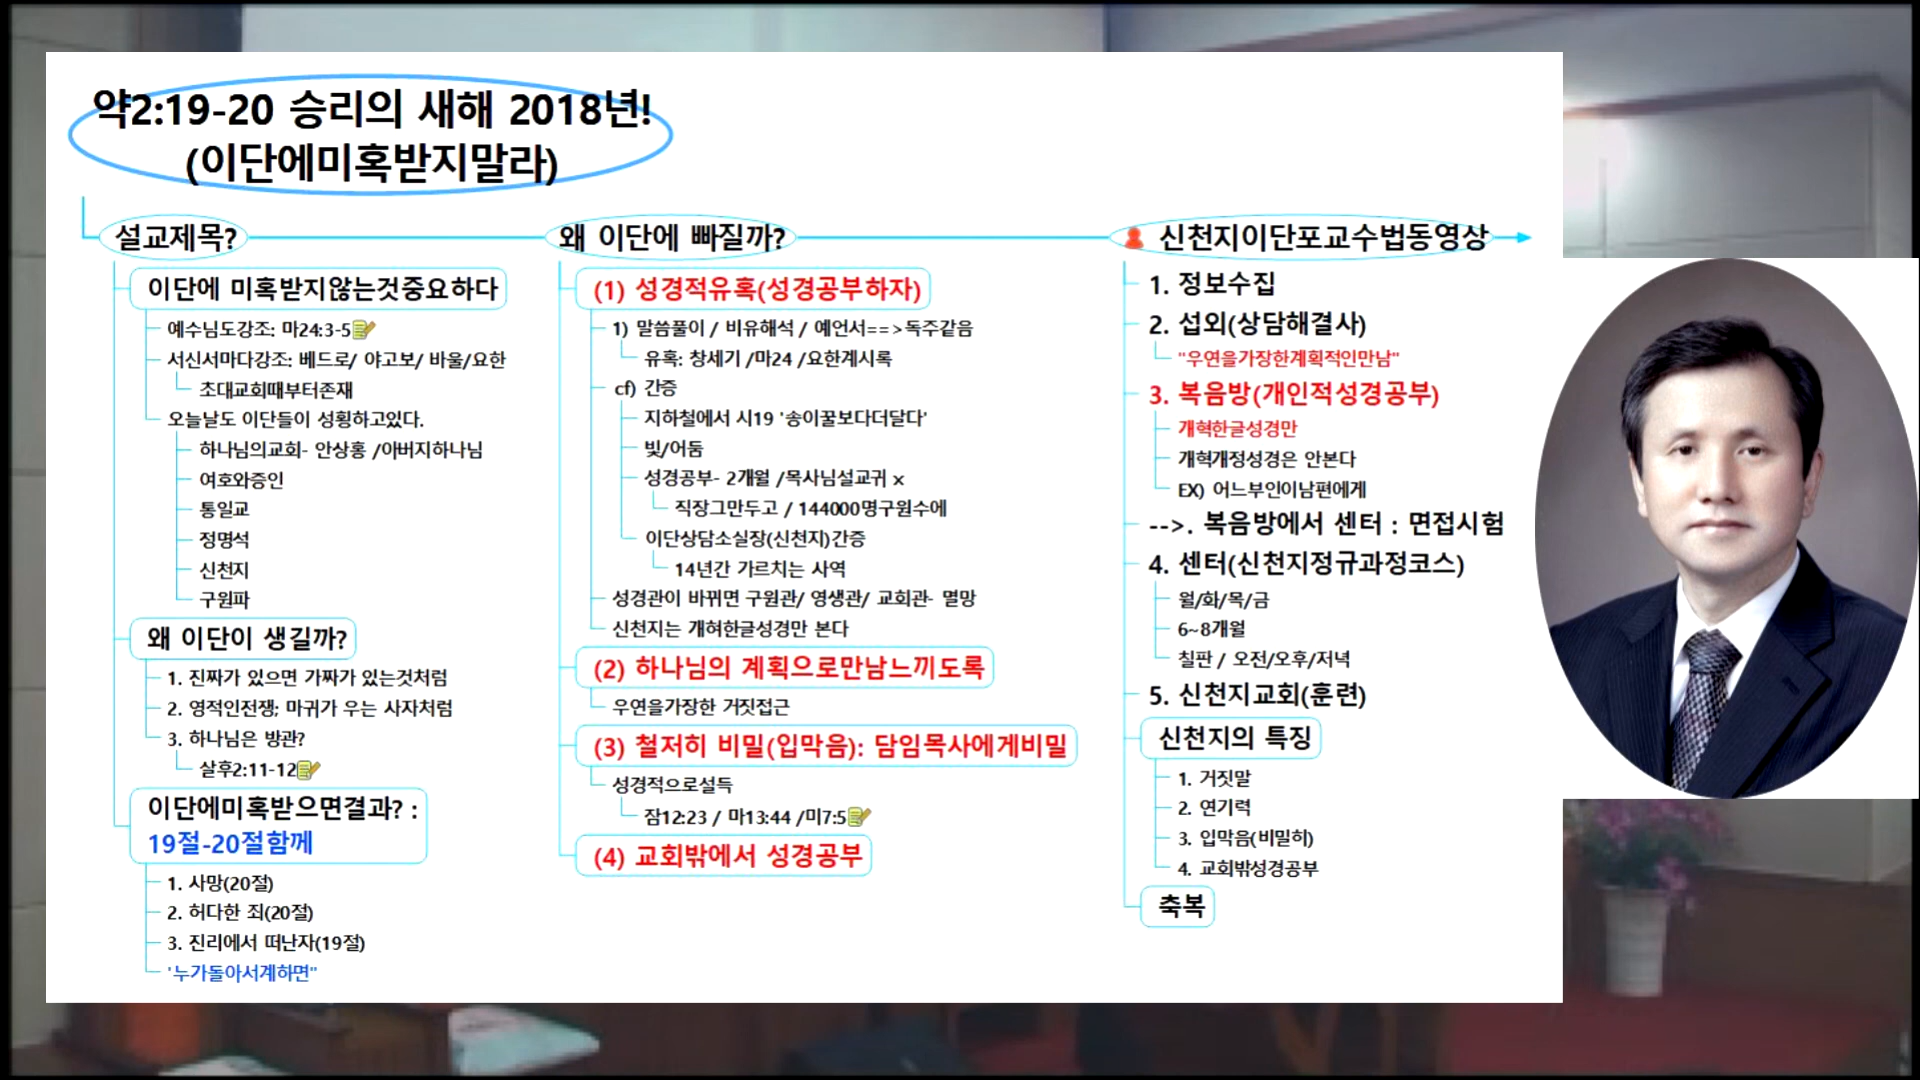 약2:19-20 승리의 새해 2018년!
(이단에미혹받지말라)
설교제목?
이단에 미혹받지않는것중요하다
예수님도강조: 마24:3-5
서신서마다강조: 베드로/ 야고보/ 바울/요한
초대교회때부터존재
오늘날도 이단들이 성횡하고있다.
하나님의교회- 안상홍 /아버지하나님
여호와증인
통일교
정명석
신천지
구원파
왜 이단이 생길까?
1. 진짜가 있으면 가짜가 있는것처럼
2. 영적인전쟁; 마귀가 우는 사자처럼
3. 하나님은 방관?
살후2:11-12
이단에미혹받으면결과? :
19절-20절함께
1. 사망(20절)
2. 허다한 죄(20절)
3. 진리에서 떠난자(19절)
'누가돌아서계하면"
왜 이단에 빠질까?
(1) 성경적유혹(성경공부하자)
1) 말씀풀이 / 비유해석 / 예언서==>독주같음
유혹: 창세기 /마24 /요한계시록
cf) 간증
지하철에서 시19 '송이꿀보다더달다'
빛/어둠
성경공부- 2개월 /목사님설교귀 ×
직장그만두고 / 144000명구원수에
이단상담소실장(신천지)간증
14년간 가르치는 사역
성경관이 바뀌면 구원관/ 영생관/ 교회관- 멸망
신천지는 개혀한글성경만 본다
(2) 하나님의 계획으로만남느끼도록
우연을가장한 거짓접근
(3) 철저히 비밀(입막음): 담임목사에게비밀
성경적으로설득
잠12:23 / 마13:44 /미7:5
(4) 교회밖에서 성경공부
신천지이단포교수법동영상
1. 정보수집
2. 섭외(상담해결사)
"우연을가장한계획적인만남"
3. 복음방(개인적성경공부)
개혁한글성경만
개혁개정성경은 안본다
EX) 어느부인이남편에게
-->. 복음방에서 센터 : 면접시험
4. 센터(신천지정규과정코스)
월/화/목/금
6~8개월
칠판 / 오전/오후/저녁
5. 신천지교회(훈련)
신천지의 특징
1. 거짓말
2. 연기력
3. 입막음(비밀히)
4. 교회밖성경공부
축복